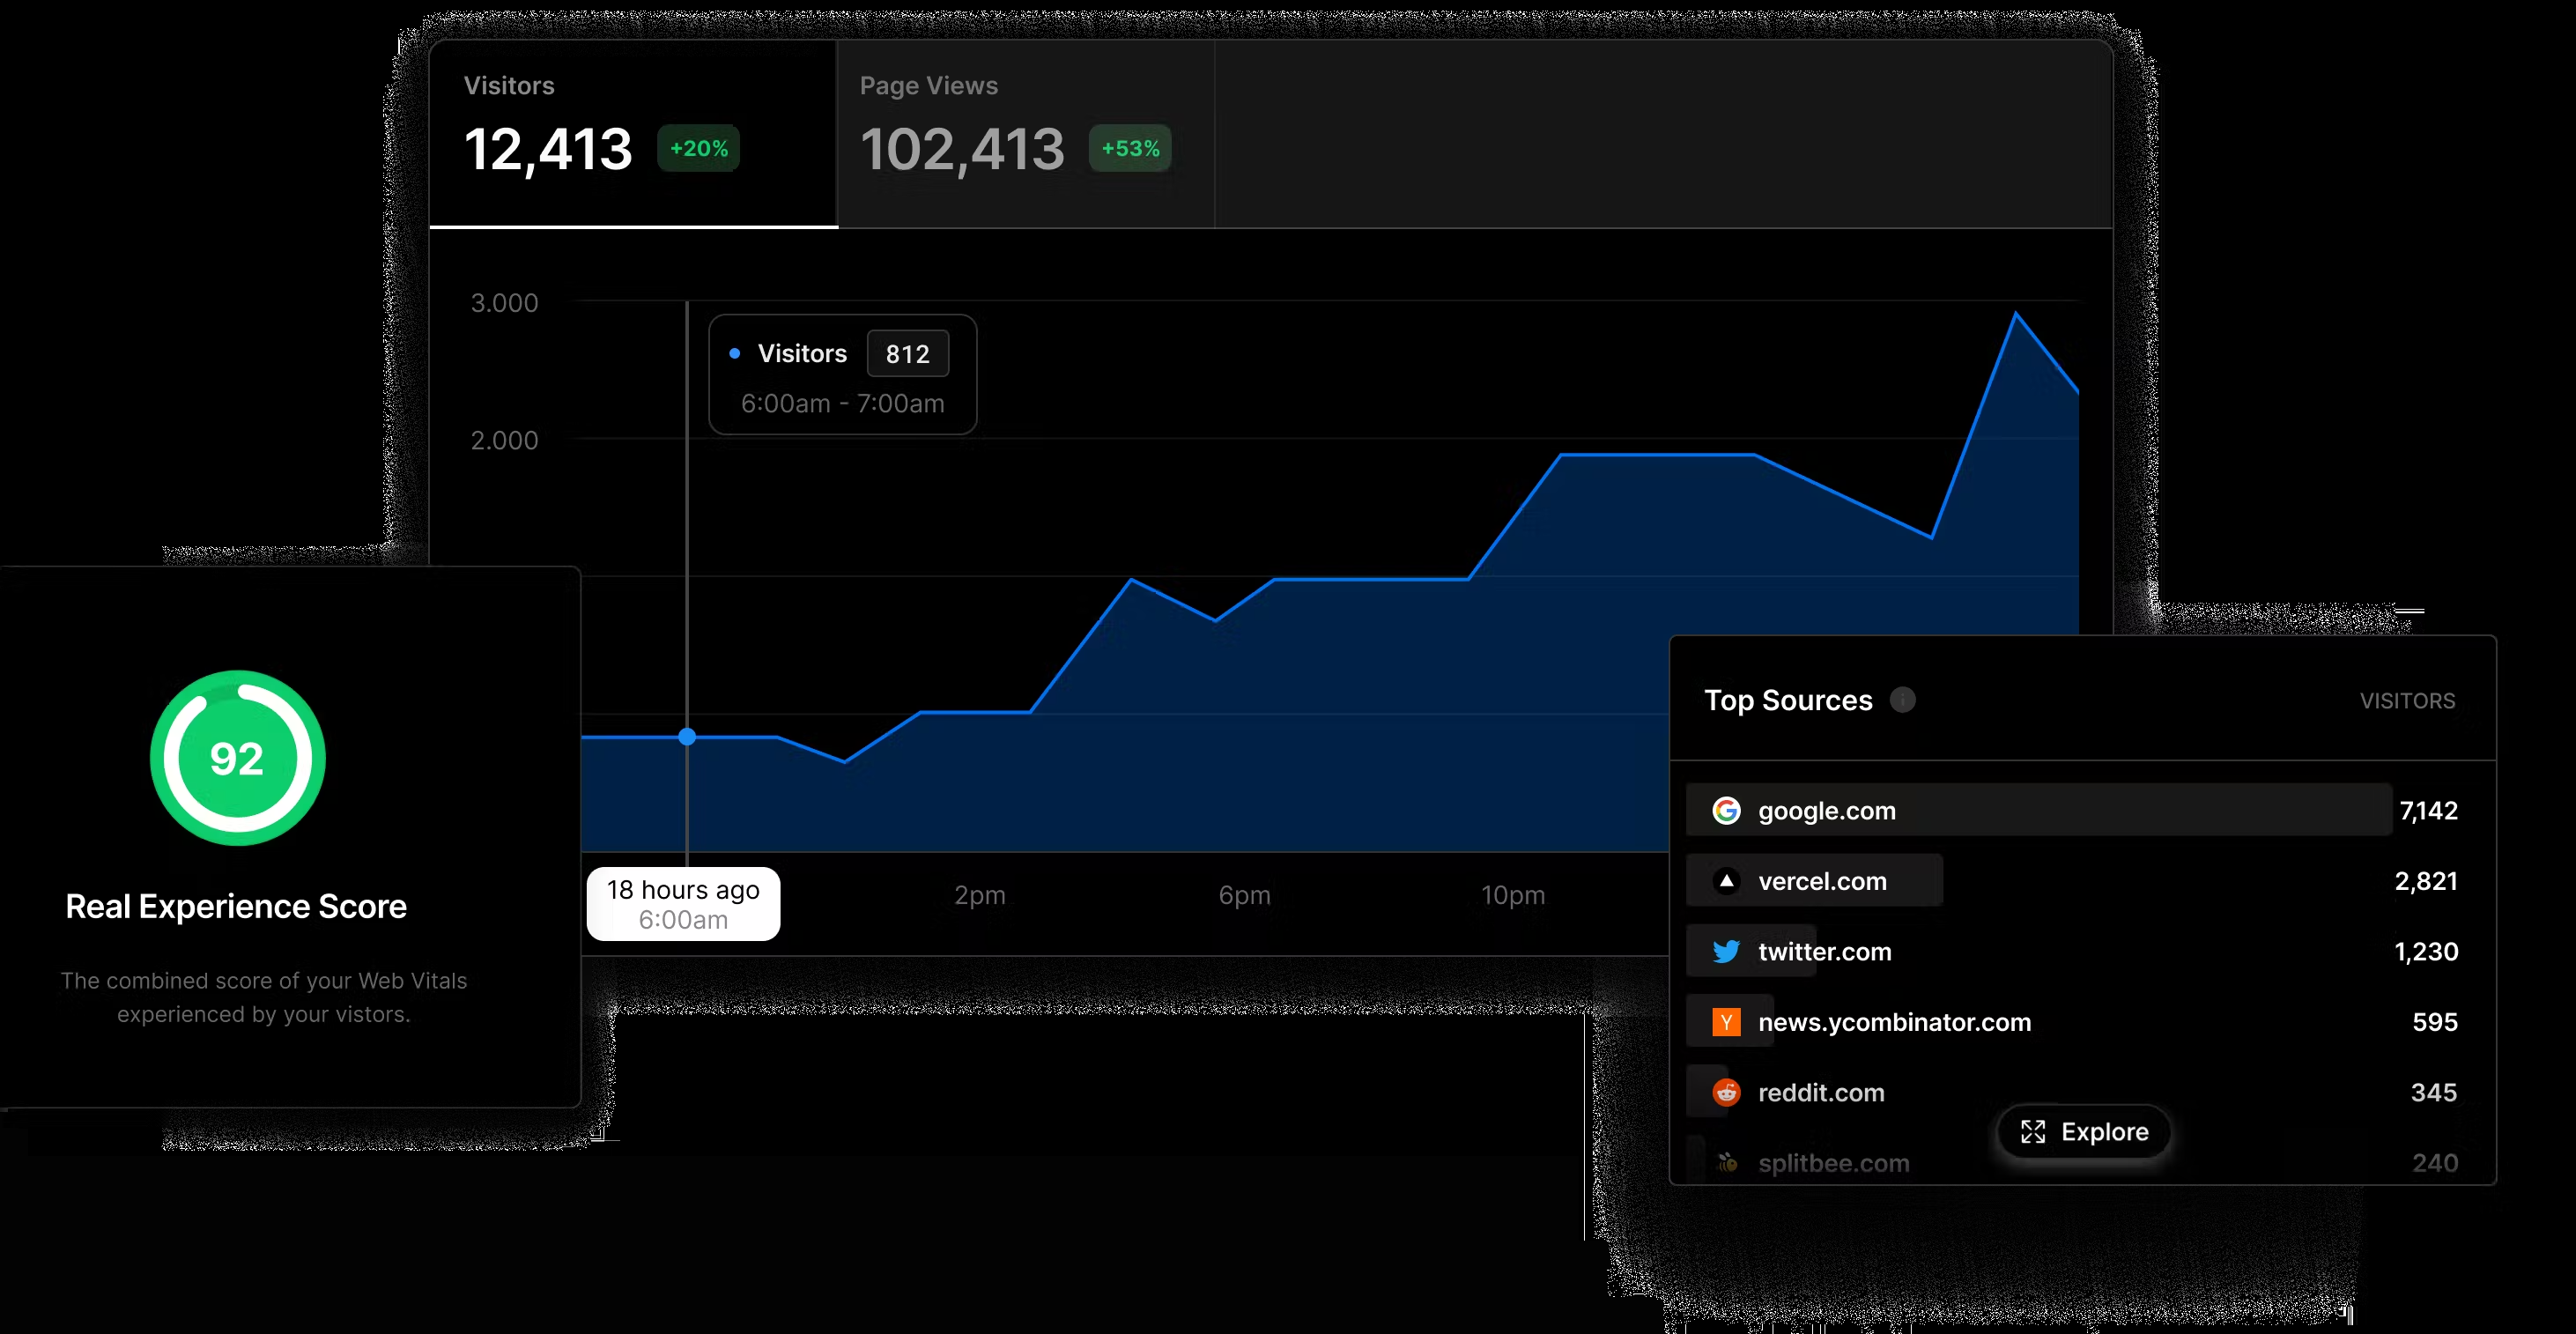 Visitors
12,413 +20%
Page Views
102,413 +53%
3.000
2.000
Visitors 812
6:00am - 7:00am
18 hours ago
6:00am
2pm 6pm 10pm
92
Real Experience Score
The combined score of your Web Vitals
experienced by your vistors.
Top Sources VISITORS
google.com 7,142
vercel.com 2,821
twitter.com 1,230
Y news.ycombinator.com 595
reddit.com 345
Explore
splitbee.com 240